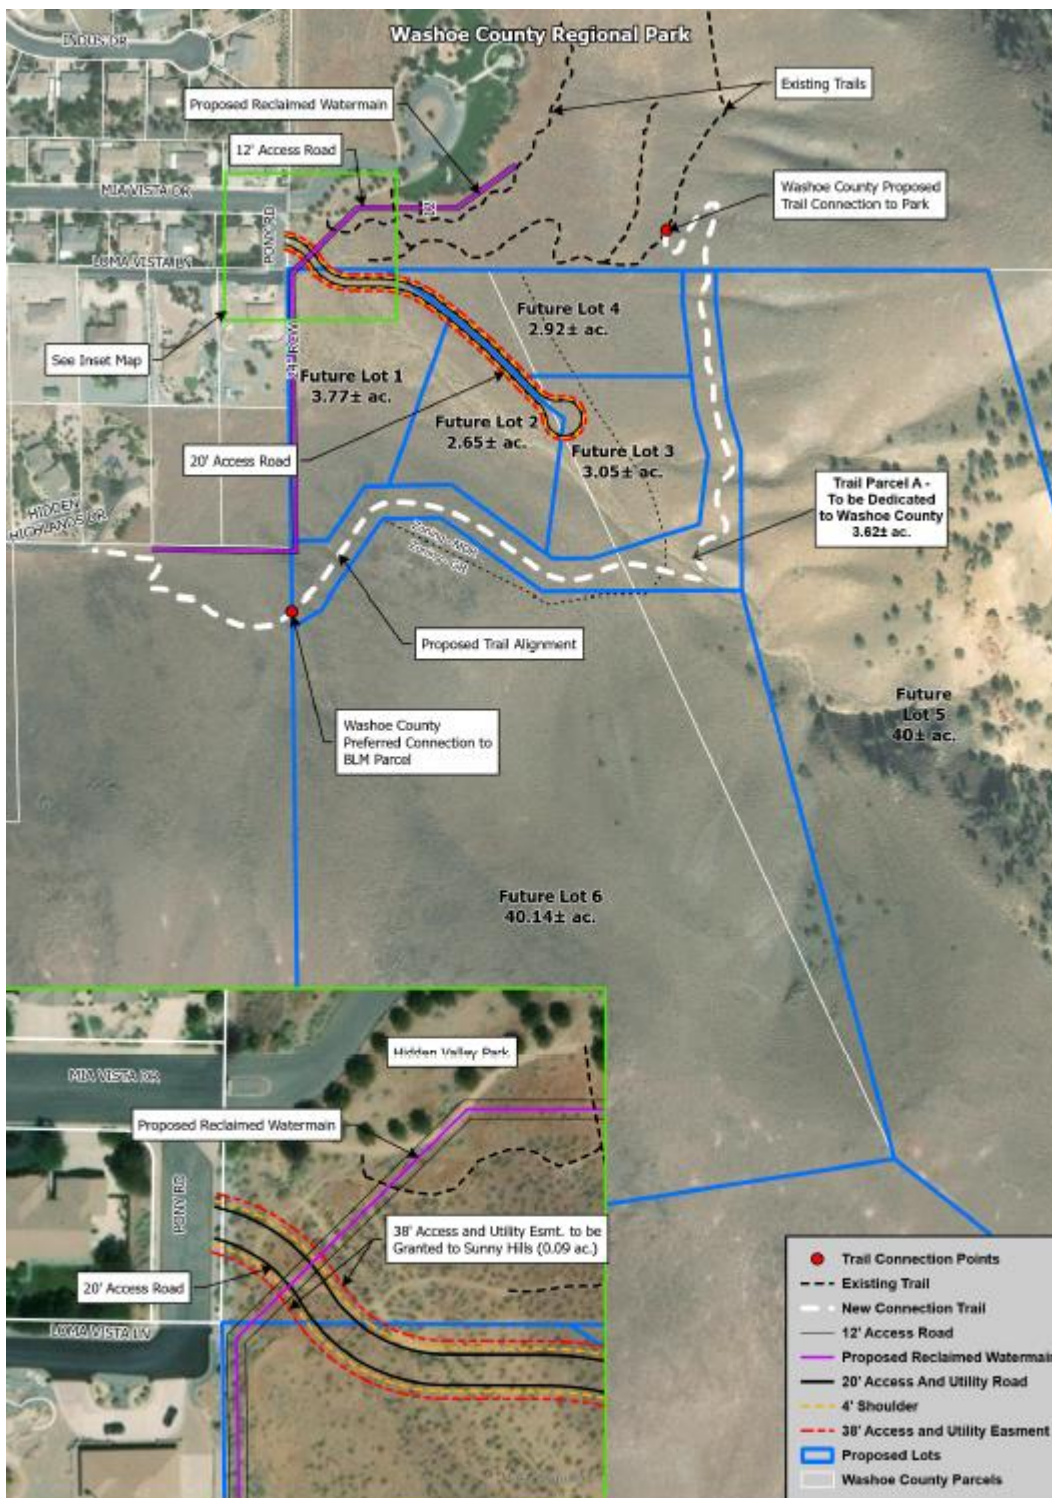 Washoe County Regional Park
INDUS DR
Existing Trails
Proposed Reclaimed Watermain
12' Access Road
MIA VISTA DR
Washoe County Proposed
Trail Connection to Park
PONY RD
LOMA VISTA LN
Future Lot 4
2.92± ac.
See Inset Map
Future Lot 1
3.77± ac.
Future Lot 2
2.65± ac.
20' Access Road
Future Lot 3
3.05± ac.
Trail Parcel A -
To be Dedicated
to Washoe County
3.62± ac.
HIDDEN
HIGHLANDS DR
Proposed Trail Alignment
Future
Lot 5
40± ac.
Washoe County
Preferred Connection to
BLM Parcel
Future Lot 6
40.14± ac.
Hidden Valley Park
MIA VISTA DR
Proposed Reclaimed Watermain
PONY RD
38' Access and Utility Esmt. to be
Granted to Sunny Hills (0.09 ac.)
20' Access Road
LOMA VISTA LN
Trail Connection Points
Existing Trail
New Connection Trail
12' Access Road
Proposed Reclaimed Watermain
20' Access And Utility Road
4' Shoulder
38' Access and Utility Easment
Proposed Lots
Washoe County Parcels